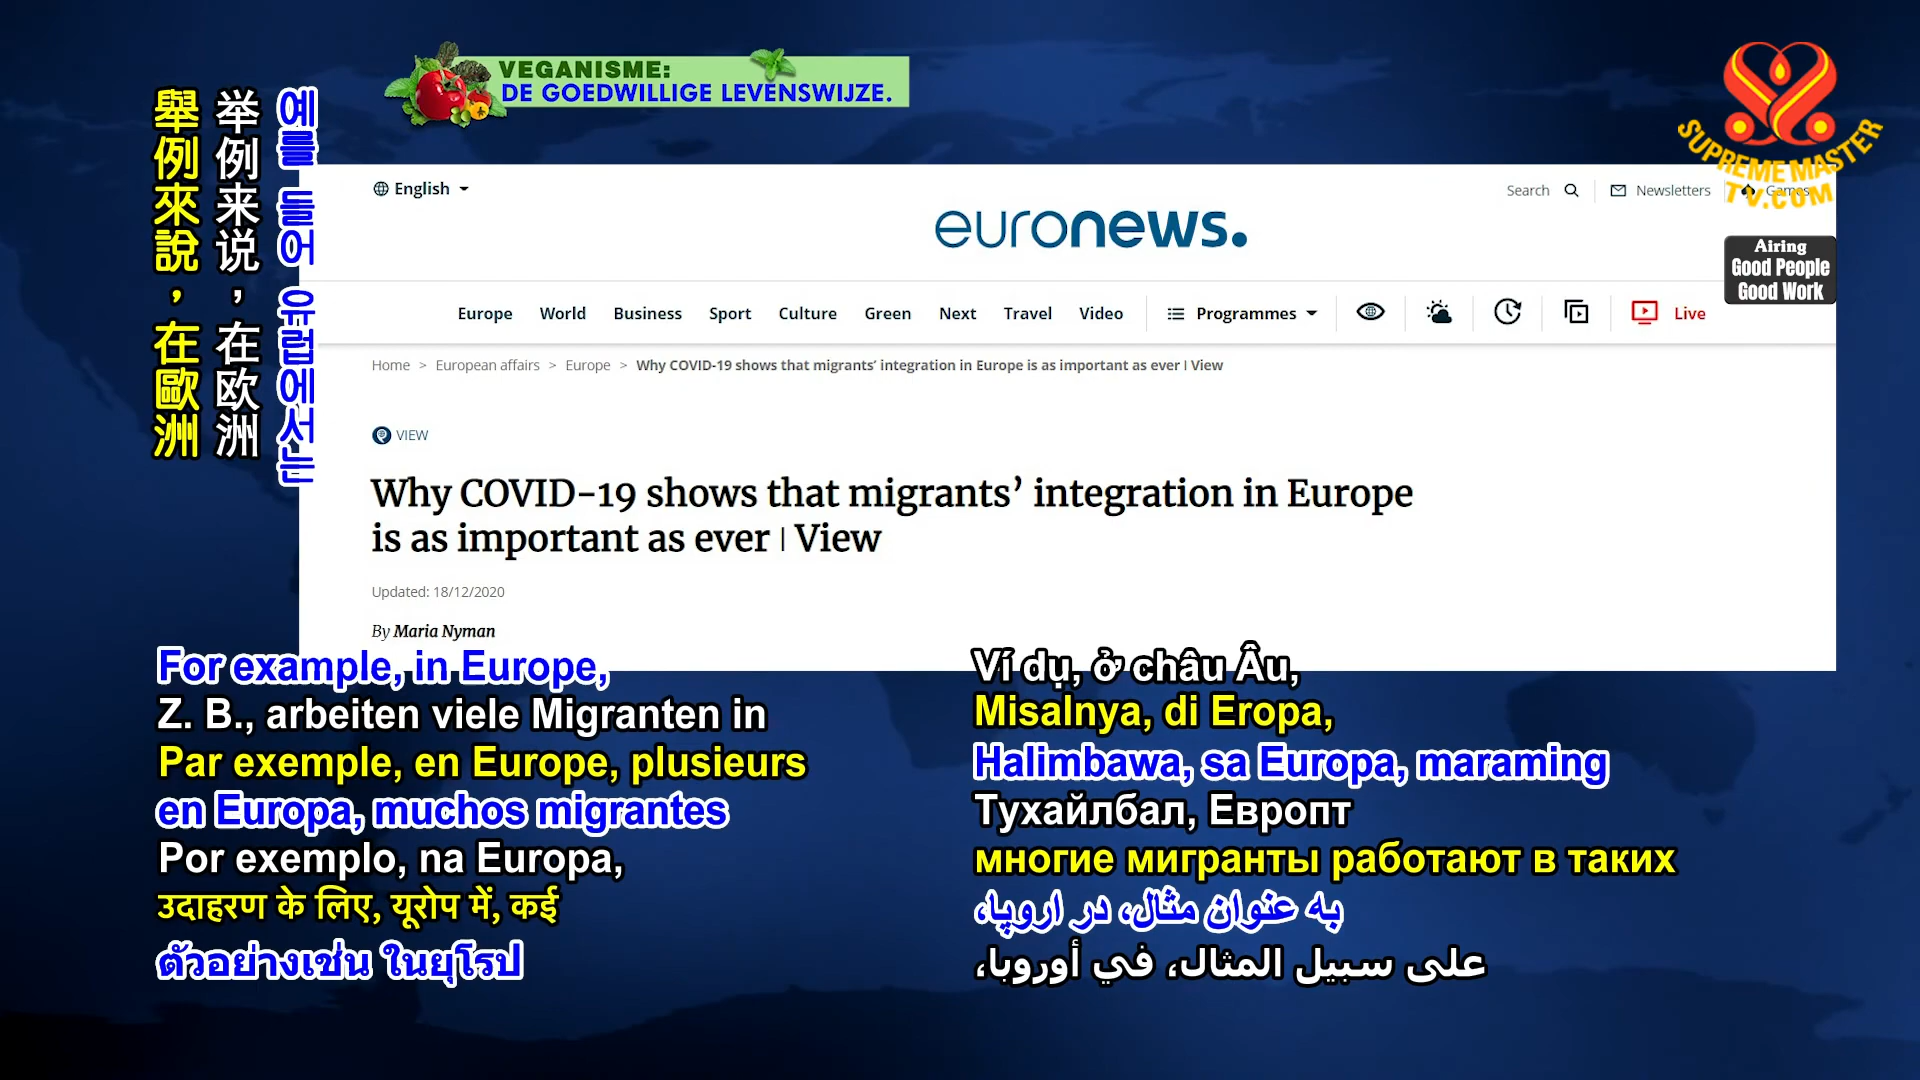 VEGANISME:
DE GOEDWILLIGE LEVENSWIJZE.
SUPREME MASTER
TV.COM
舉例來說，在歐洲
举例来说，在欧洲
예를 들어 유럽에서는
English
Search
Newsletters
Games
euronews.
Airing
Good People
Good Work
Europe World Business Sport Culture Green Next Travel Video Programmes Live
Home > European affairs > Europe > Why COVID-19 shows that migrants’ integration in Europe is as important as ever | View
VIEW
Why COVID-19 shows that migrants’ integration in Europe
is as important as ever | View
Updated: 18/12/2020
By Maria Nyman
For example, in Europe,
Z. B., arbeiten viele Migranten in
Par exemple, en Europe, plusieurs
en Europa, muchos migrantes
Por exemplo, na Europa,
उदाहरण के लिए, यूरोप में, कई
ตัวอย่างเช่น ในยุโรป
Ví dụ, ở châu Âu,
Misalnya, di Eropa,
Halimbawa, sa Europa, maraming
Тухайлбал, Европт
многие мигранты работают в таких
به عنوان مثال، در اروپا،
على سبيل المثال، في أوروبا،